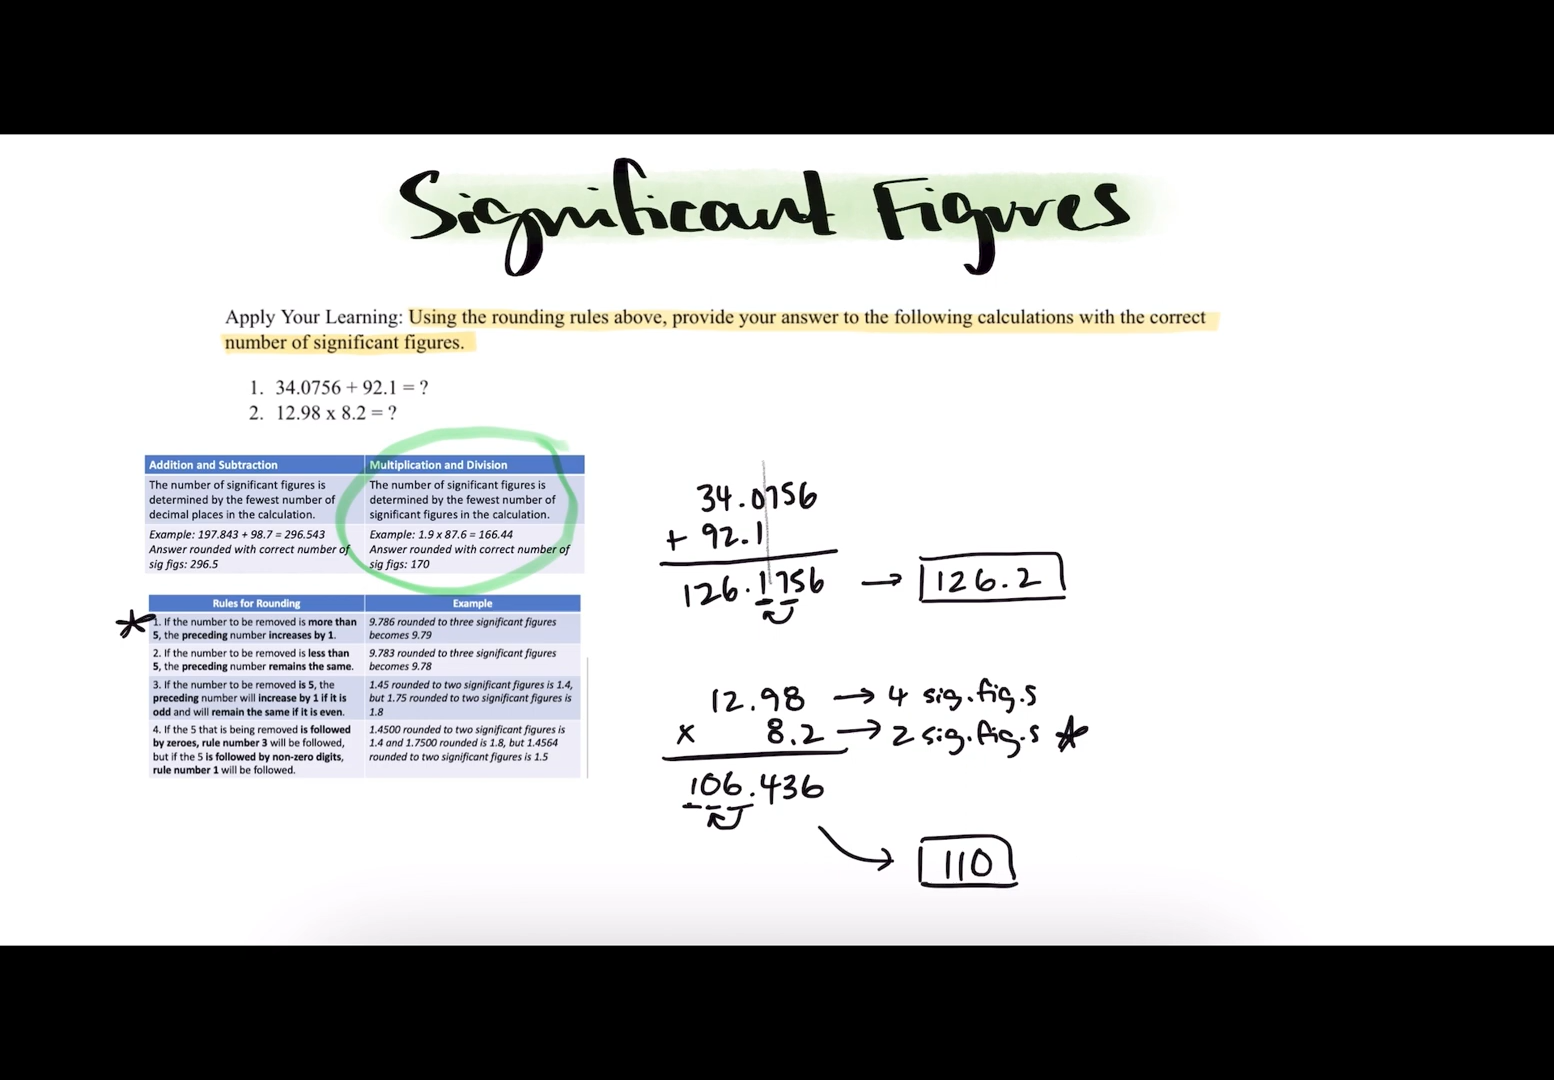 Significant Figures
Apply Your Learning: Using the rounding rules above, provide your answer to the following calculations with the correct
number of significant figures.
1. 34.0756 + 92.1 = ?
2. 12.98 x 8.2 = ?
Addition and Subtraction
The number of significant figures is
determined by the fewest number of
decimal places in the calculation.
Example: 197.843 + 98.7 = 296.543
Answer rounded with correct number of
sig figs: 296.5
Multiplication and Division
The number of significant figures is
determined by the fewest number of
significant figures in the calculation.
Example: 1.9 x 87.6 = 166.44
Answer rounded with correct number of
sig figs: 170
Rules for Rounding
Example
1. If the number to be removed is more than
5, the preceding number increases by 1.
9.786 rounded to three significant figures
becomes 9.79
2. If the number to be removed is less than
5, the preceding number remains the same.
9.783 rounded to three significant figures
becomes 9.78
3. If the number to be removed is 5, the
preceding number will increase by 1 if it is
odd and will remain the same if it is even.
1.45 rounded to two significant figures is 1.4,
but 1.75 rounded to two significant figures is
1.8
4. If the 5 that is being removed is followed
by zeroes, rule number 3 will be followed,
but if the 5 is followed by non-zero digits,
rule number 1 will be followed.
1.4500 rounded to two significant figures is
1.4 and 1.7500 rounded is 1.8, but 1.4564
rounded to two significant figures is 1.5
34.0756
+ 92.1
126.1756 → 126.2
12.98 → 4 sig.fig.s
x 8.2 → 2 sig.fig.s
106.436
110